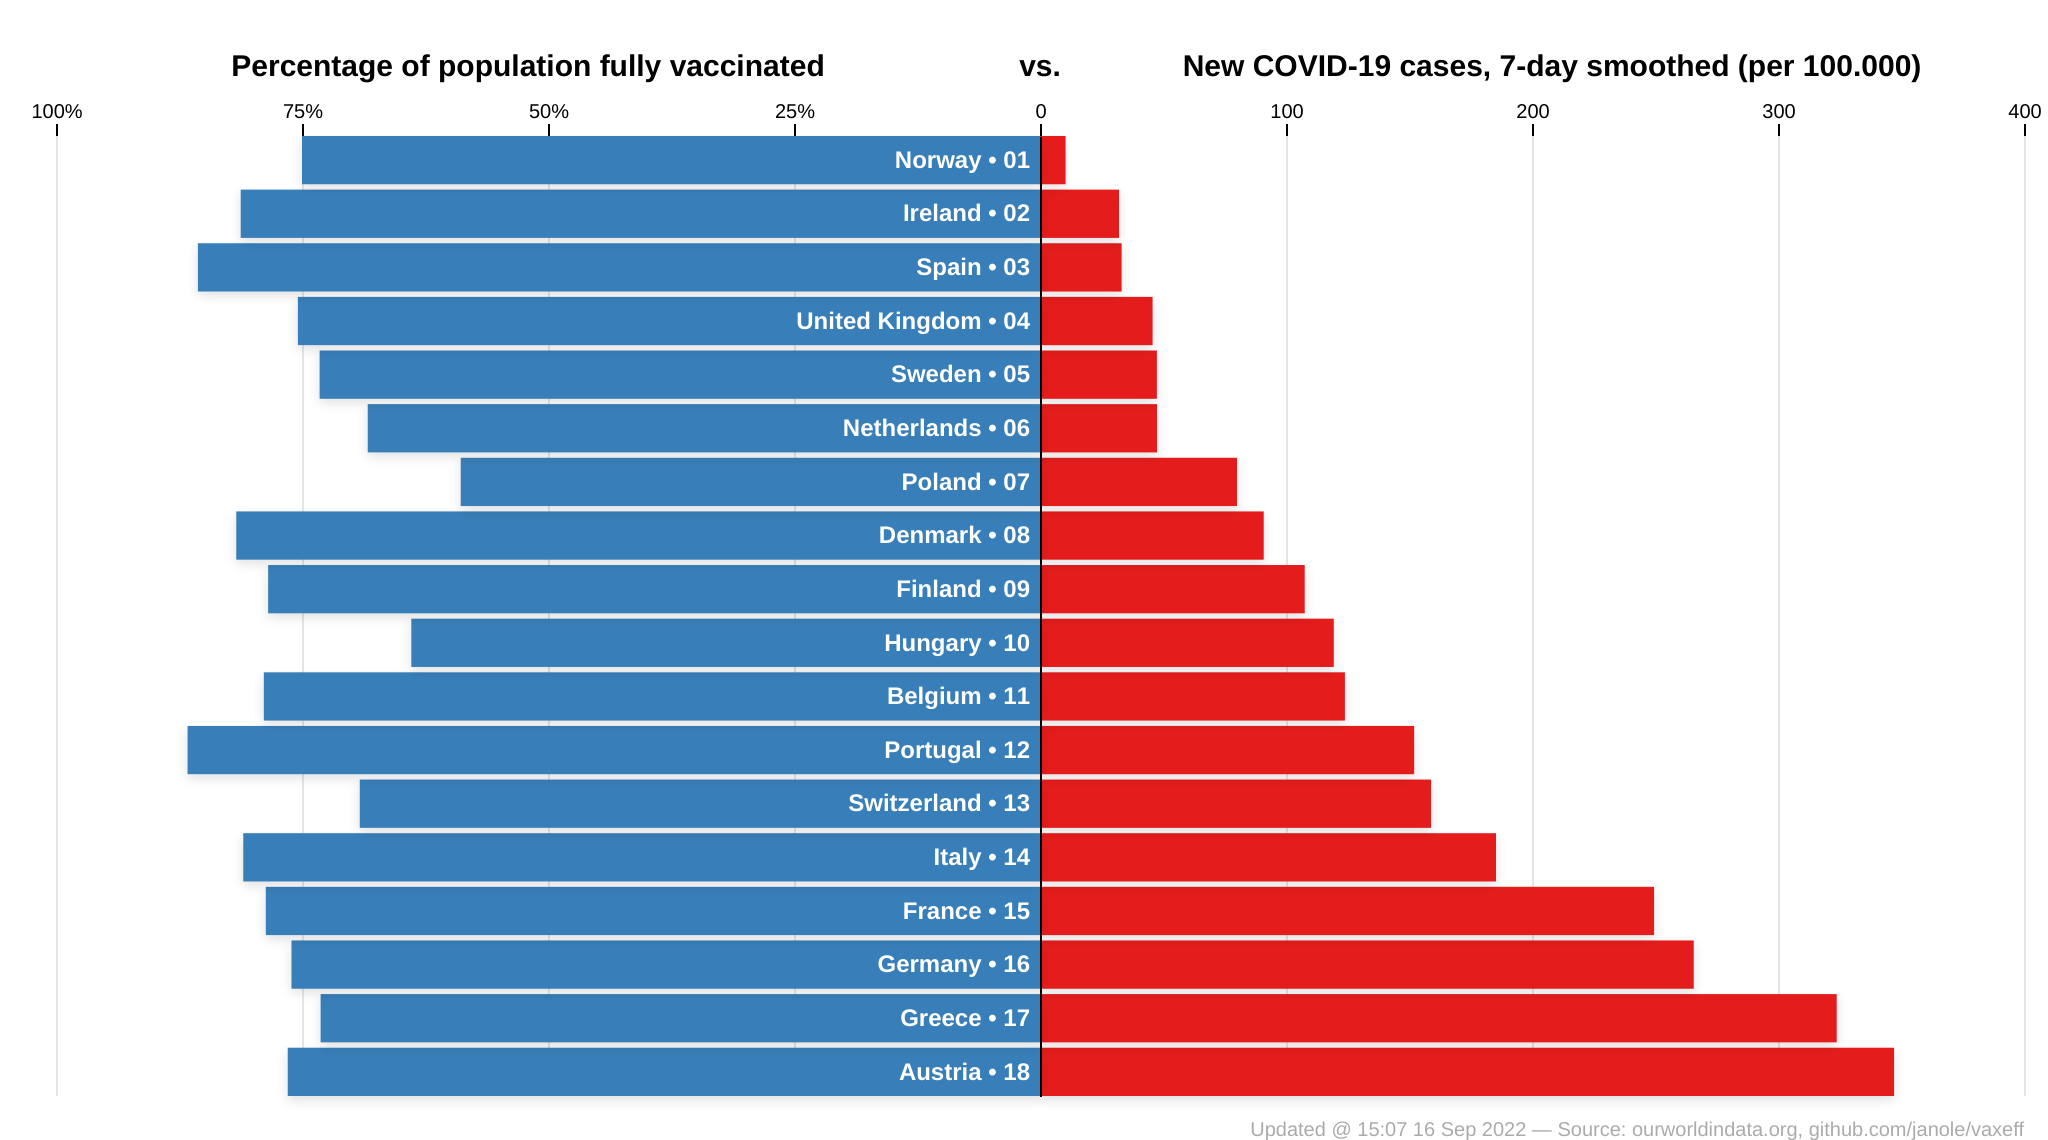 Percentage of population fully vaccinated vs. New COVID-19 cases, 7-day smoothed (per 100.000)
100% 75% 50% 25% 0 100 200 300 400
Norway • 01
Ireland • 02
Spain • 03
United Kingdom • 04
Sweden • 05
Netherlands • 06
Poland • 07
Denmark • 08
Finland • 09
Hungary • 10
Belgium • 11
Portugal • 12
Switzerland • 13
Italy • 14
France • 15
Germany • 16
Greece • 17
Austria • 18
Updated @ 15:07 16 Sep 2022 — Source: ourworldindata.org, github.com/janole/vaxeff